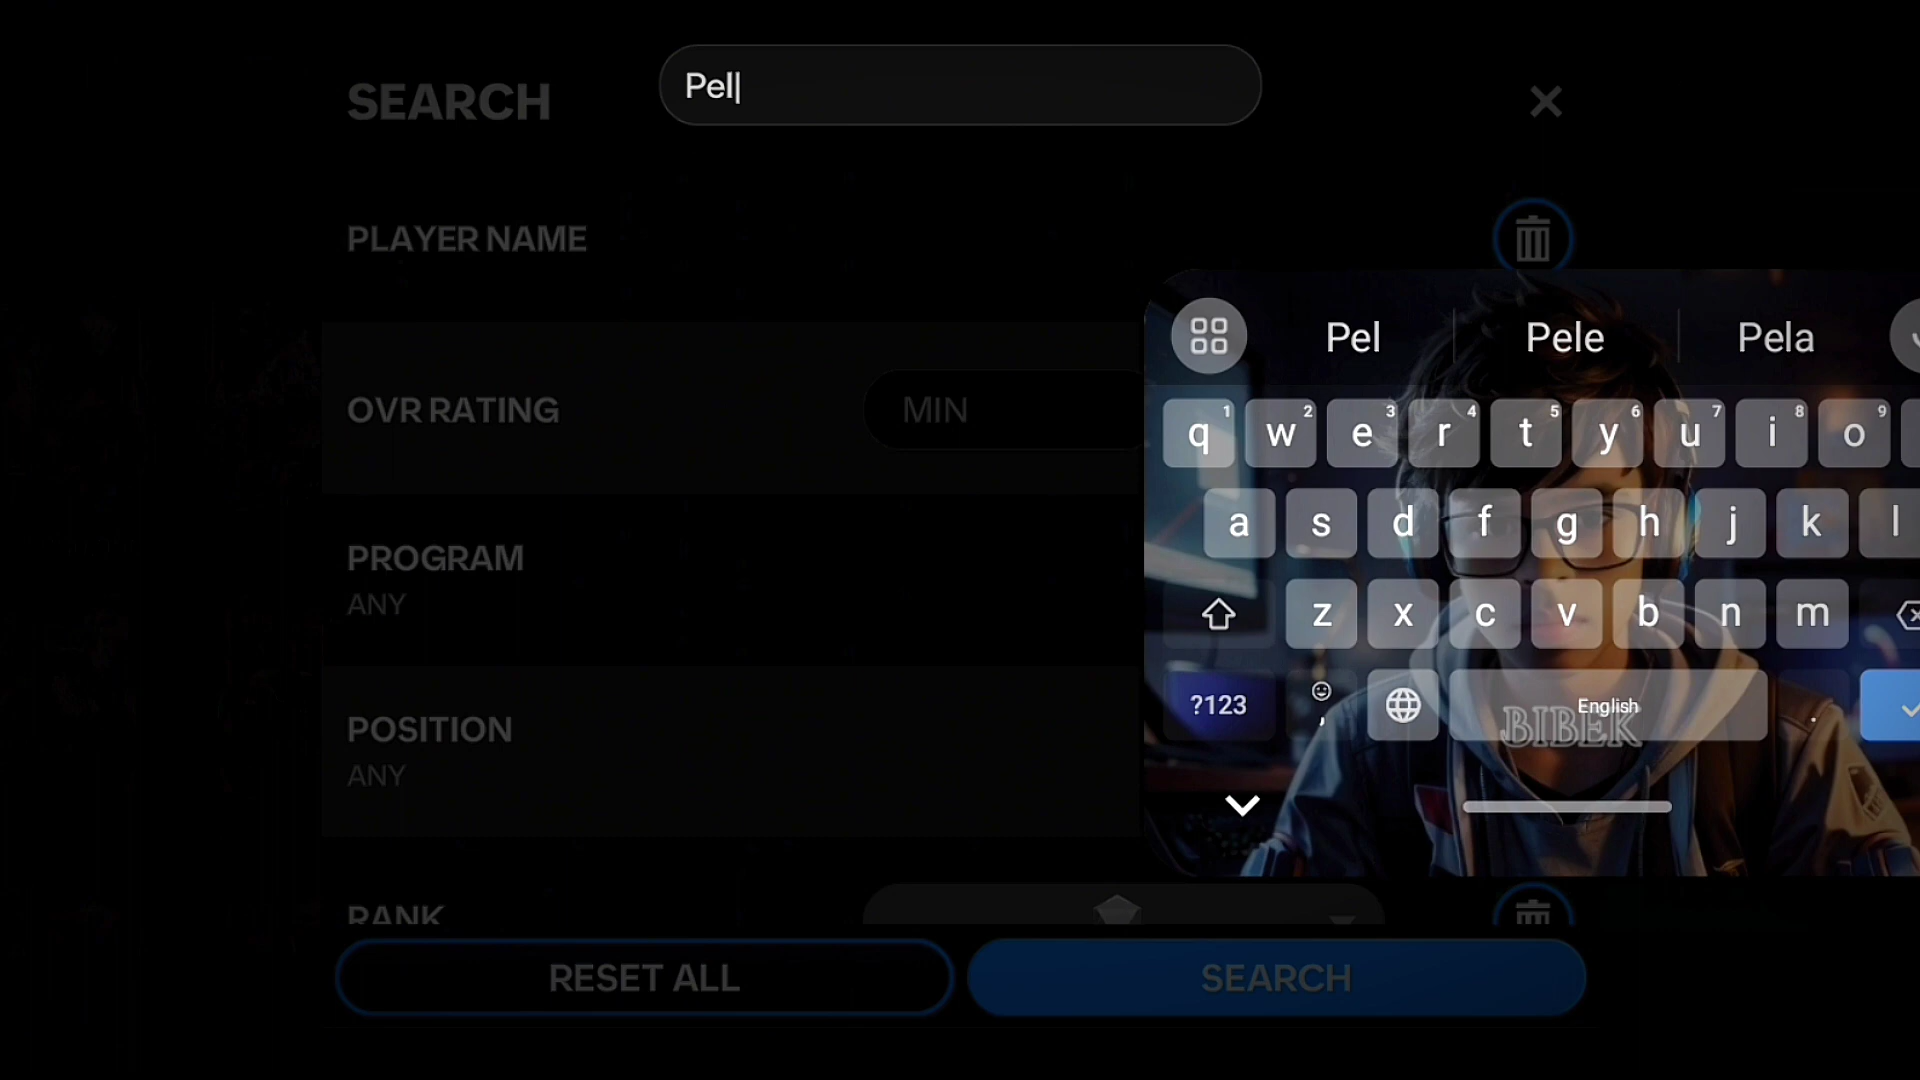 SEARCH
Pel
PLAYER NAME
OVR RATING
MIN
PROGRAM
ANY
POSITION
ANY
RANK
RESET ALL
SEARCH
Pel Pele Pela
1 2 3 4 5 6 7 8 9
q w e r t y u i o
a s d f g h j k l
z x c v b n m
?123 , English .
BIBEK